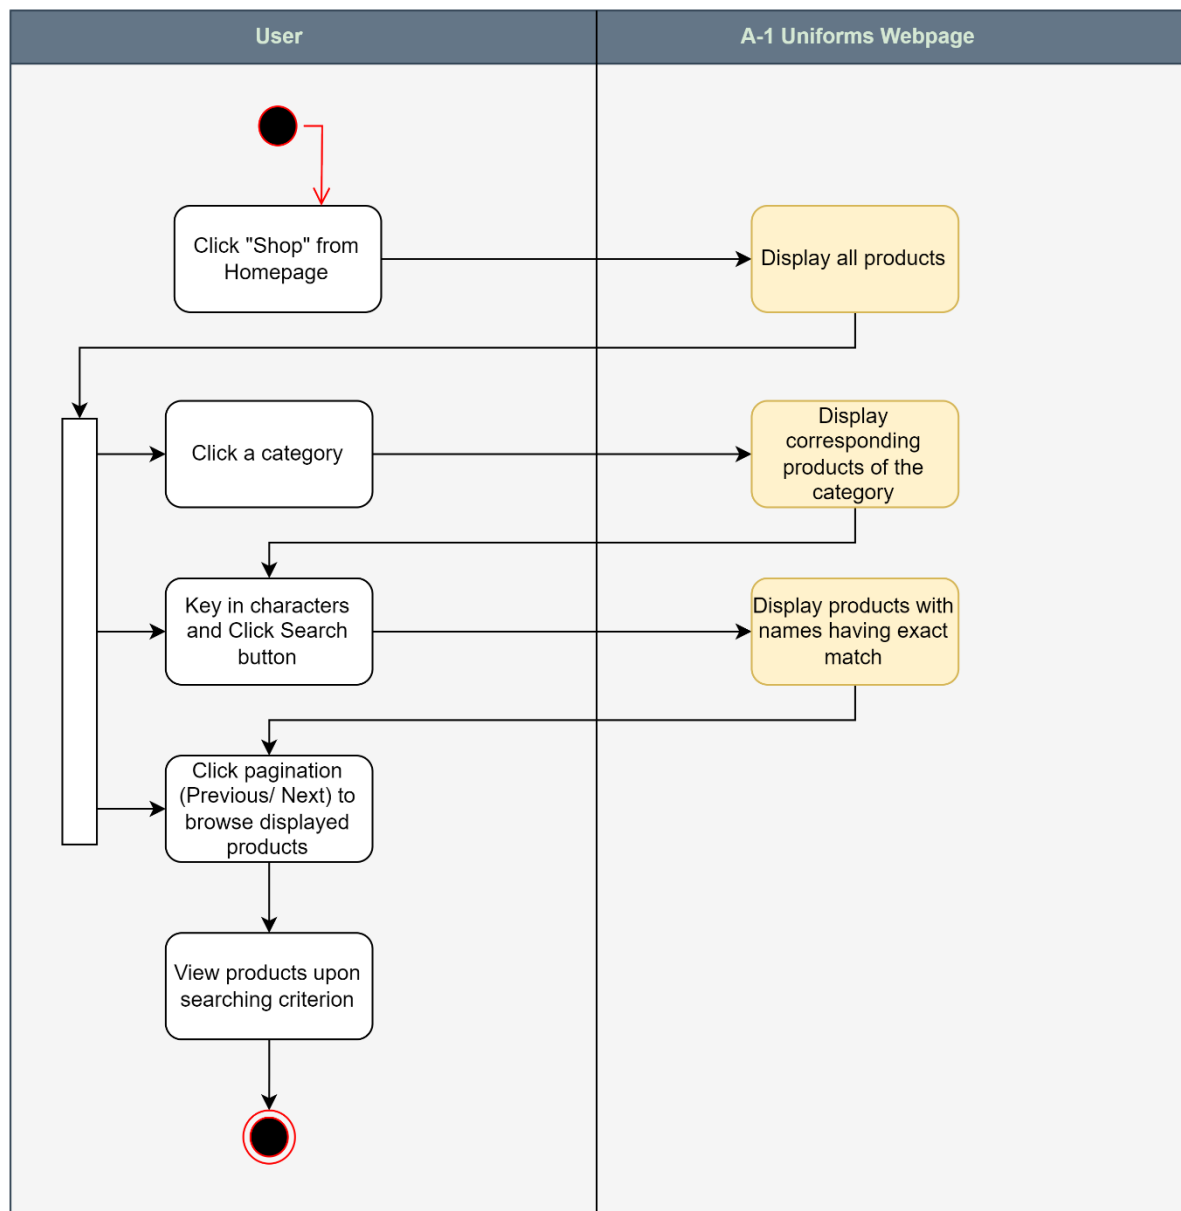 User
A-1 Uniforms Webpage
Click "Shop" from
Homepage
Display all products
Click a category
Display
corresponding
products of the
category
Key in characters
and Click Search
button
Display products with
names having exact
match
Click pagination
(Previous/ Next) to
browse displayed
products
View products upon
searching criterion